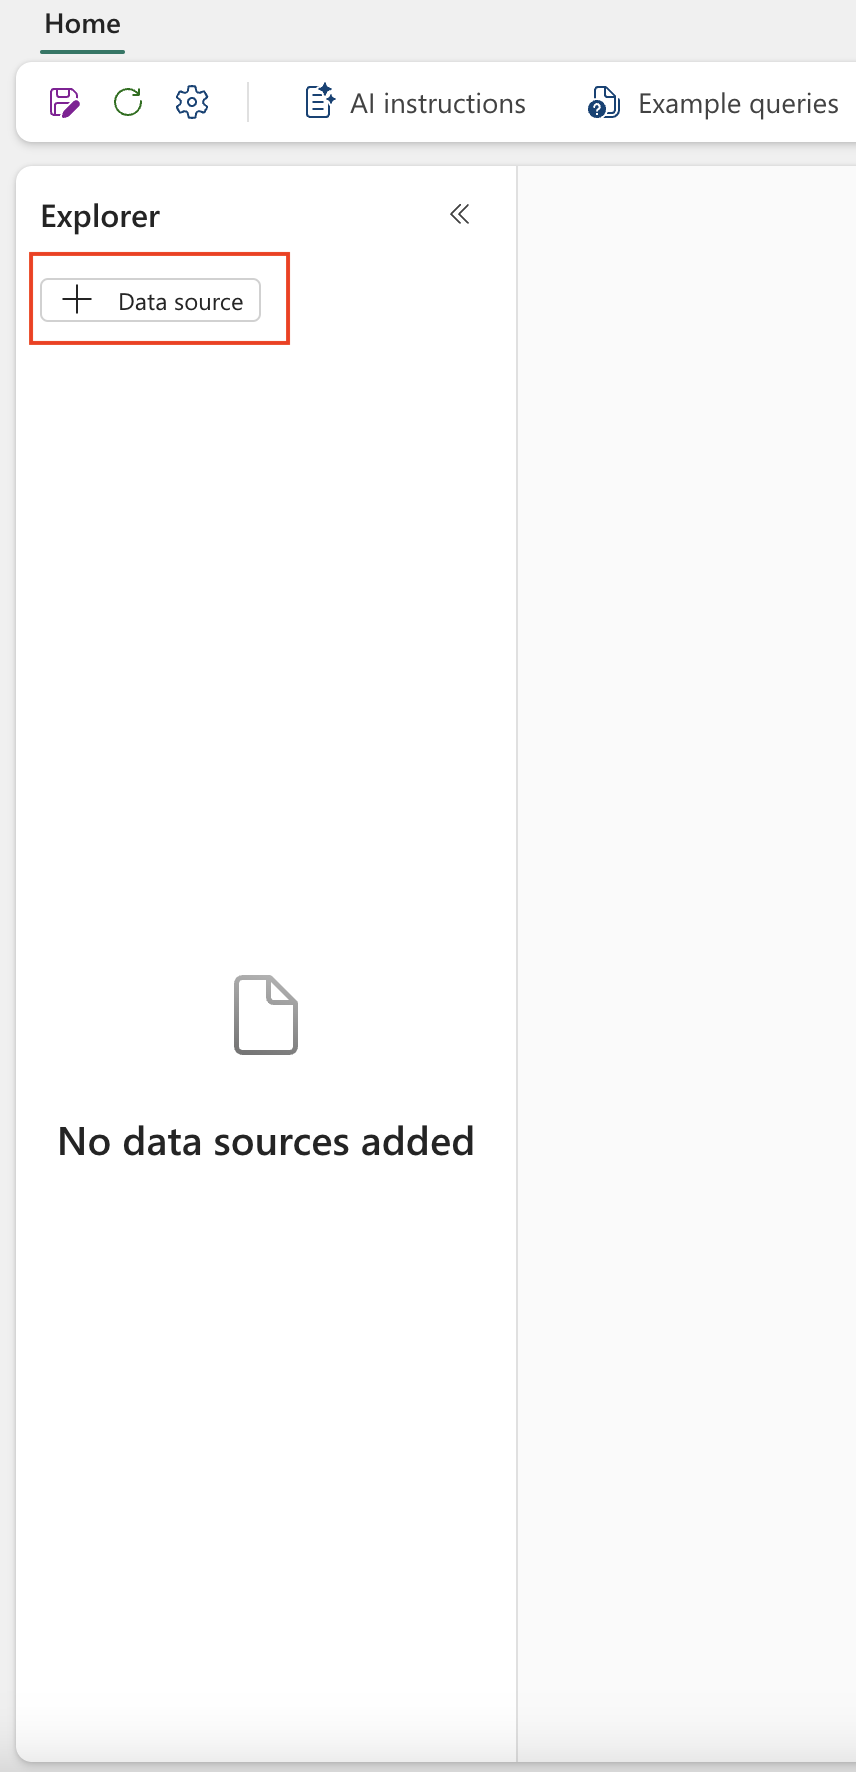 Home
AI instructions
Example queries
Explorer
Data source
No data sources added